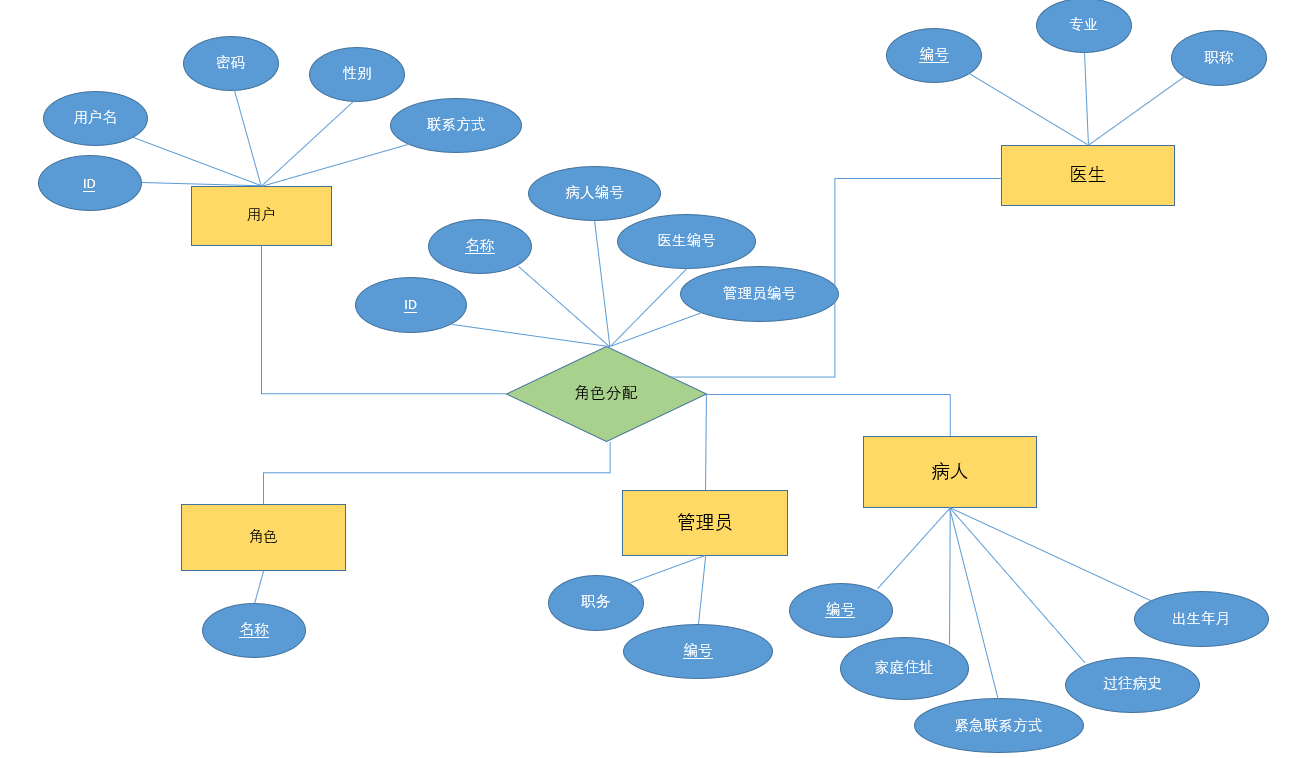 专业
编号
职称
密码
性别
用户名
联系方式
ID
用户
医生
病人编号
名称
医生编号
ID
管理员编号
角色分配
病人
角色
管理员
职务
编号
名称
编号
家庭住址
紧急联系方式
过往病史
出生年月